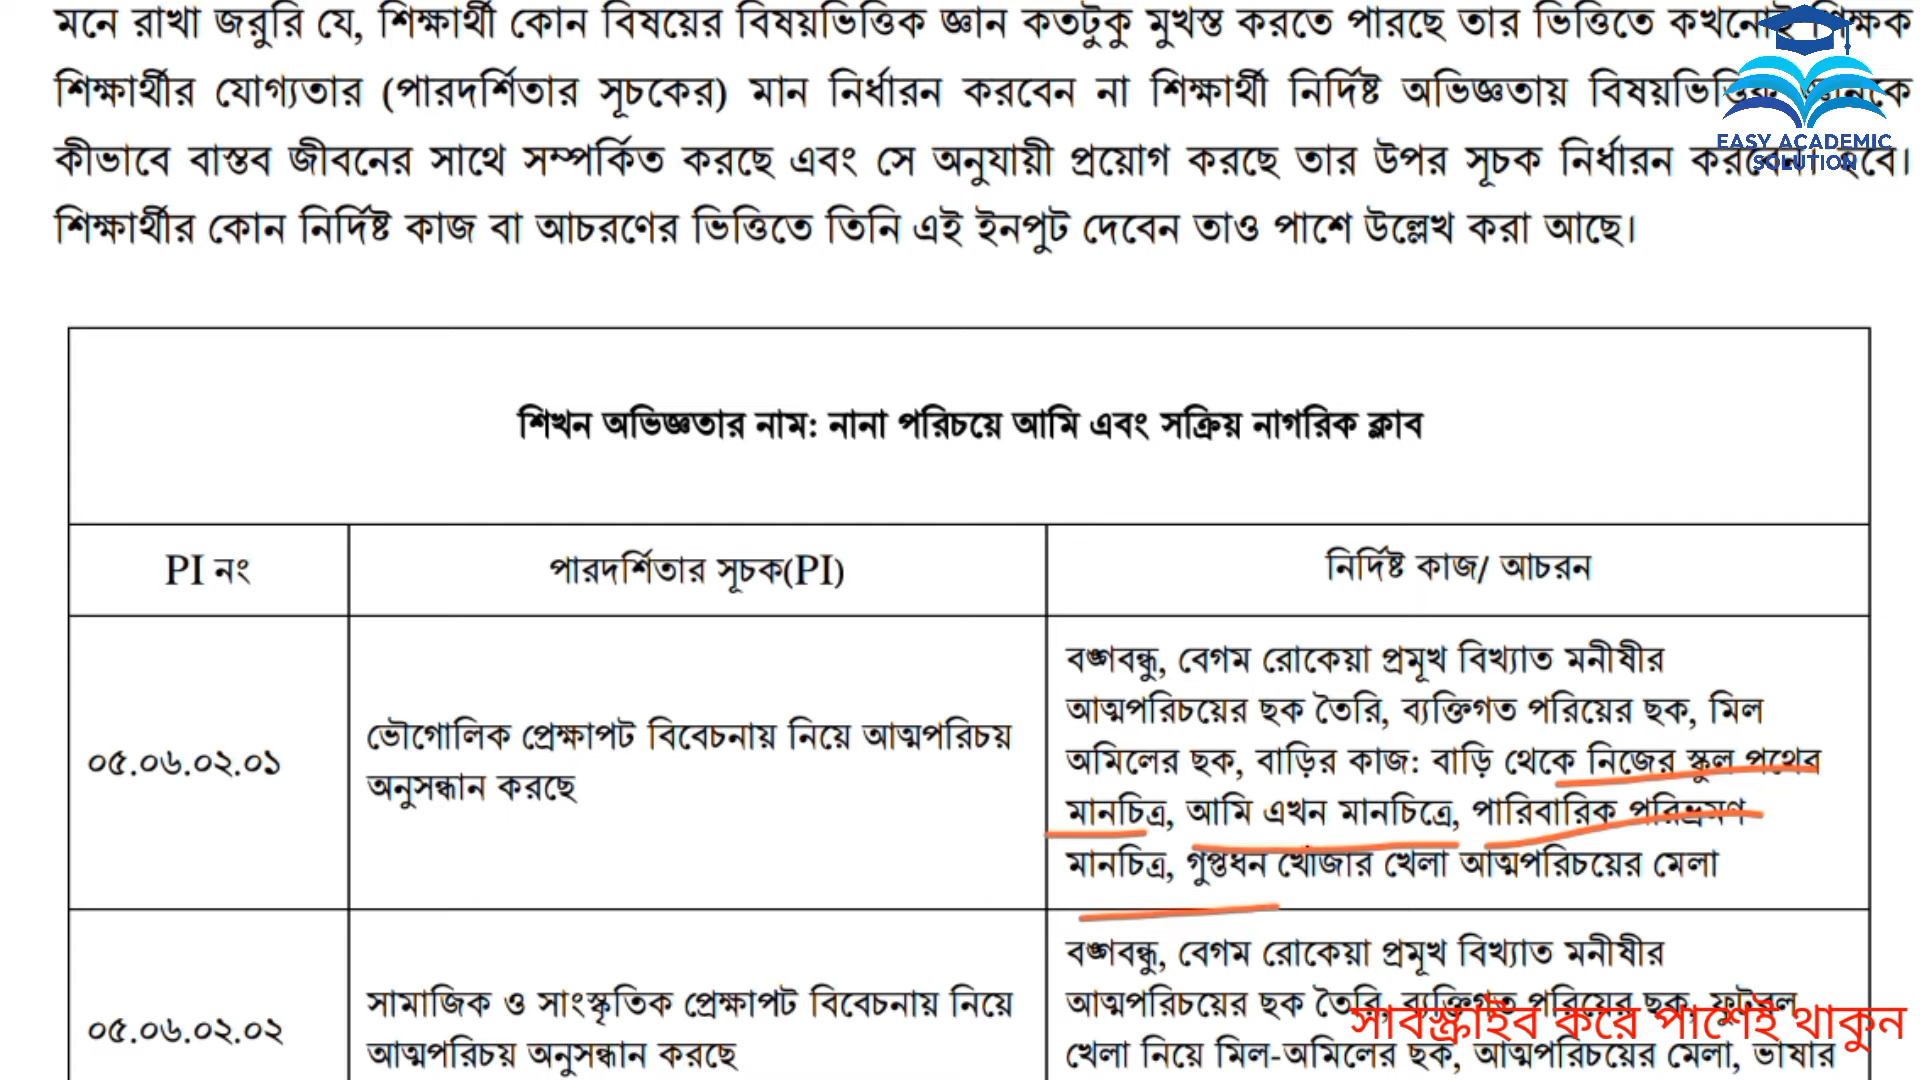 মনে রাখা জরুরি যে, শিক্ষার্থী কোন বিষয়ের বিষয়ভিত্তিক জ্ঞান কতটুকু মুখস্ত করতে পারছে তার ভিত্তিতে কখনোই শিক্ষক
শিক্ষার্থীর যোগ্যতার (পারদর্শিতার সূচকের) মান নির্ধারন করবেন না শিক্ষার্থী নির্দিষ্ট অভিজ্ঞতায় বিষয়ভিত্তিক জ্ঞানকে
কীভাবে বাস্তব জীবনের সাথে সম্পর্কিত করছে এবং সে অনুযায়ী প্রয়োগ করছে তার উপর সূচক নির্ধারন করবেন। হবে।
শিক্ষার্থীর কোন নির্দিষ্ট কাজ বা আচরণের ভিত্তিতে তিনি এই ইনপুট দেবেন তাও পাশে উল্লেখ করা আছে।
EASY ACADEMIC
SOLUTION
শিখন অভিজ্ঞতার নাম: নানা পরিচয়ে আমি এবং সক্রিয় নাগরিক ক্লাব
PI নং
পারদর্শিতার সূচক(PI)
নির্দিষ্ট কাজ/ আচরন
০৫.০৬.০২.০১
ভৌগোলিক প্রেক্ষাপট বিবেচনায় নিয়ে আত্মপরিচয়
অনুসন্ধান করছে
বঙ্গবন্ধু, বেগম রোকেয়া প্রমূখ বিখ্যাত মনীষীর
আত্মপরিচয়ের ছক তৈরি, ব্যক্তিগত পরিয়ের ছক, মিল
অমিলের ছক, বাড়ির কাজ: বাড়ি থেকে নিজের স্কুল পথের
মানচিত্র, আমি এখন মানচিত্রে, পারিবারিক পরিভ্রমণ
মানচিত্র, গুপ্তধন খোঁজার খেলা আত্মপরিচয়ের মেলা
০৫.০৬.০২.০২
সামাজিক ও সাংস্কৃতিক প্রেক্ষাপট বিবেচনায় নিয়ে
আত্মপরিচয় অনুসন্ধান করছে
বঙ্গবন্ধু, বেগম রোকেয়া প্রমূখ বিখ্যাত মনীষীর
আত্মপরিচয়ের ছক তৈরি, ব্যক্তিগত পরিয়ের ছক, ফুটবল
খেলা নিয়ে মিল-অমিলের ছক, আত্মপরিচয়ের মেলা, ভাষার
সাবস্ক্রাইব করে পাশেই থাকুন